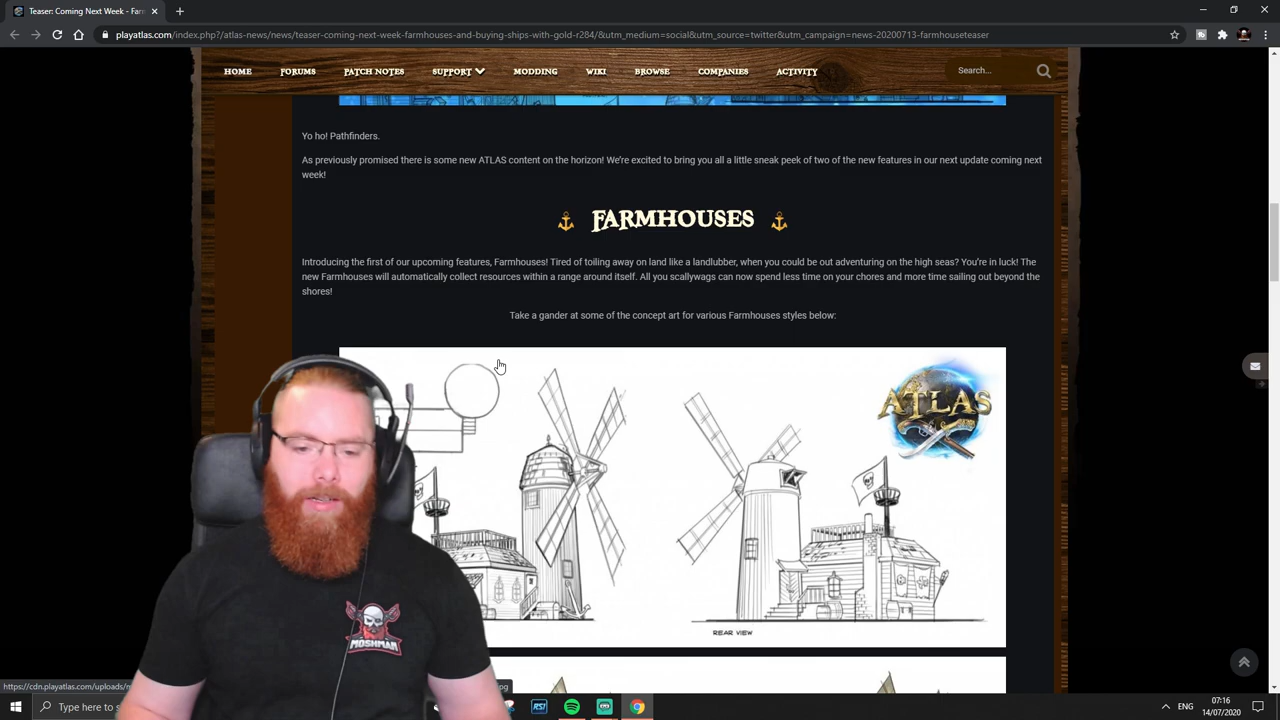 Teaser - Coming Next Week: Fa
playatlas.com/index.php?/atlas-news/teaser-coming-next-week-farmhouses-and-buying-ships-with-gold-r284/&utm_medium=social&utm_source=twitter&utm_campaign=news-20200713-farmhouseteaser
HOME FORUMS PATCH NOTES SUPPORT MODDING WIKI BROWSE COMPANIES ACTIVITY Search...
Yo ho! Pathfinders.
As previously promised there is some new ATLAS content on the horizon! We're excited to bring you all a little sneak peek of two of the new features in our next update coming next
week!
FARMHOUSES
Introducing the first of our upcoming features, Farmhouses! Tired of toiling away on land like a landlubber, when you could be out adventuring on the high seas? You're in luck! The
new Farmhouses will automatically collect resources within a range around itself. All you scallywags can now spend less time on your chores and more time sailing out beyond the
shores!
Take a gander at some of the concept art for various Farmhouses styles below:
ATLAS
REAR VIEW
MOSHMAN
https://cdn.playatlas.com/uploads/
Type here to s
RSI
ENG
07:16
14/07/2020